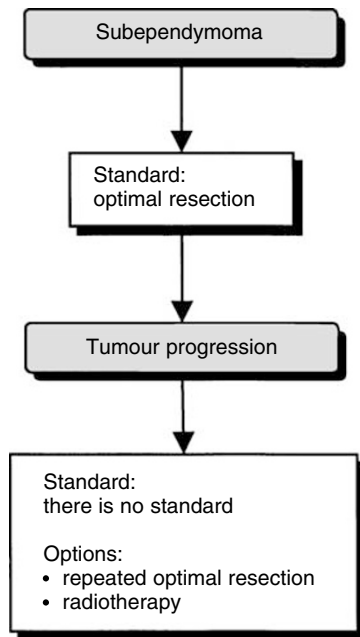 Subependymoma
Standard:
optimal resection
Tumour progression
Standard:
there is no standard
Options:
• repeated optimal resection
• radiotherapy